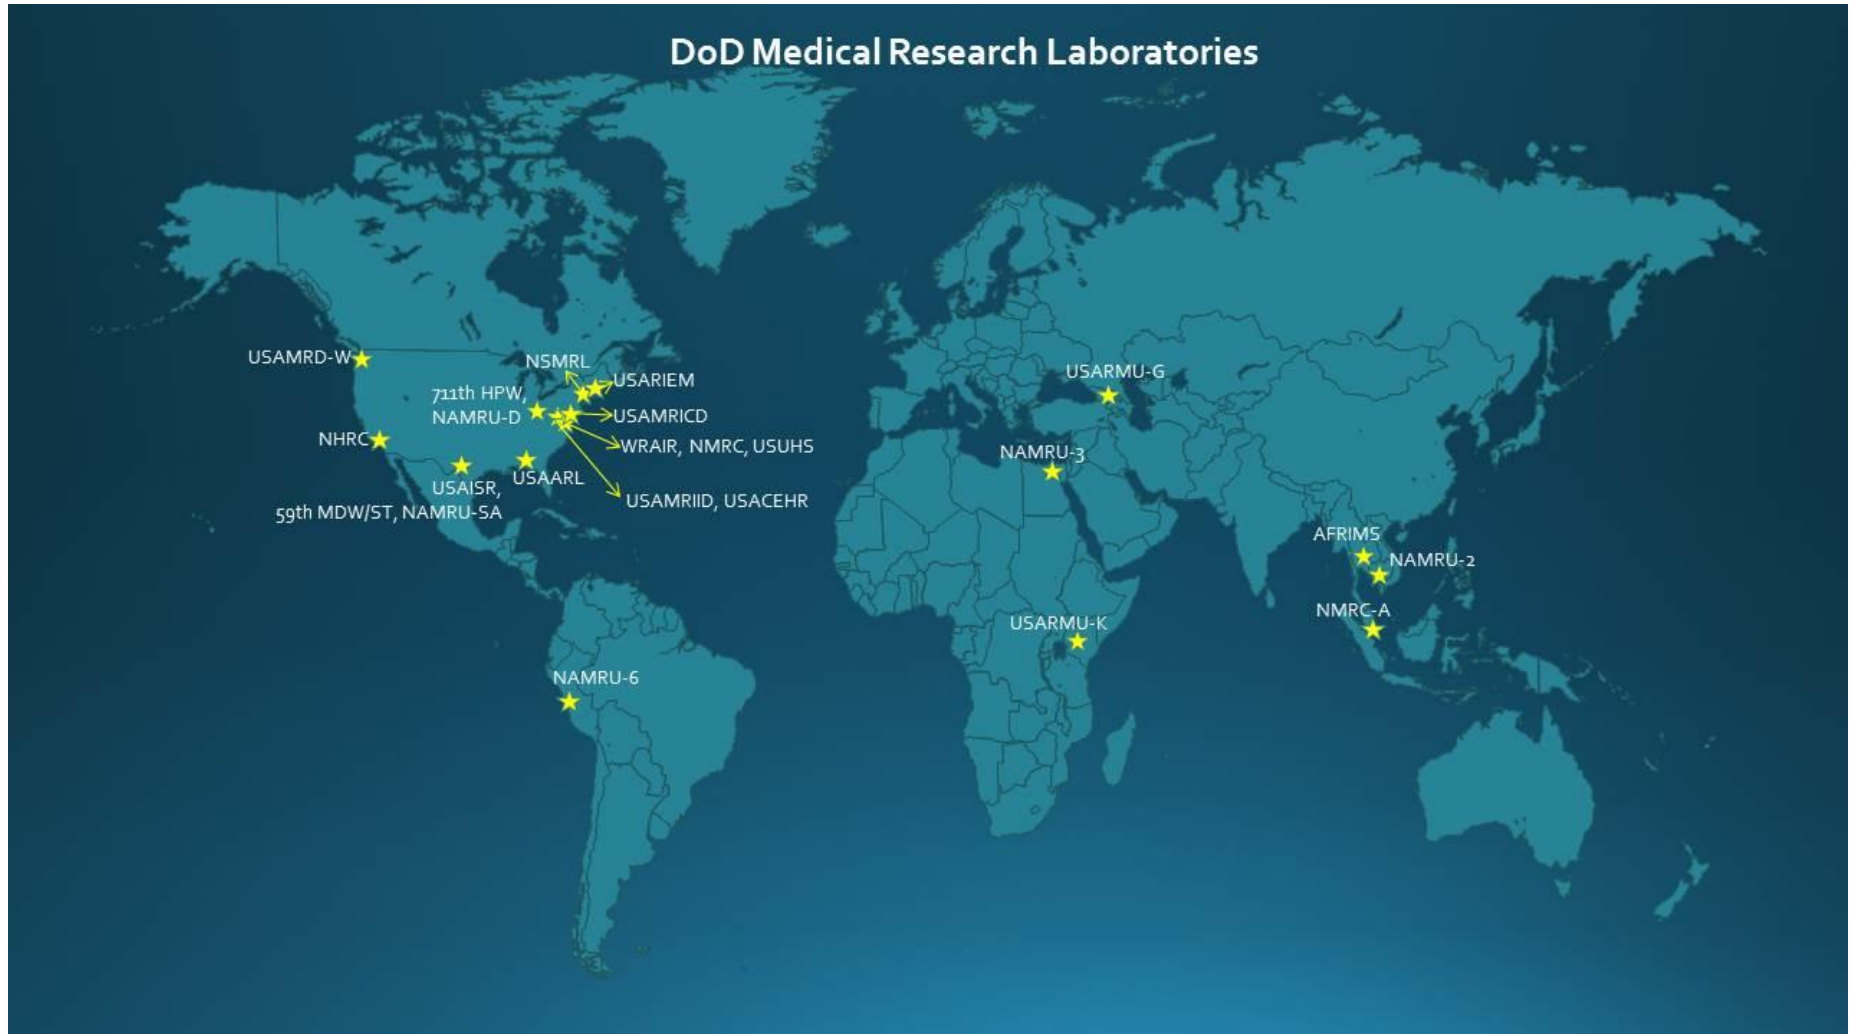 DoD Medical Research Laboratories
USAMRD-W
NSMRL
USARIEM
711th HPW,
NAMRU-D
USAMRICD
NHRC
WRAIR, NMRC, USUHS
USAARL
USAISR,
59th MDW/ST, NAMRU-SA
USAMRIID, USACEHR
USARMU-G
NAMRU-3
AFRIMS
NAMRU-2
NMRC-A
USARMU-K
NAMRU-6